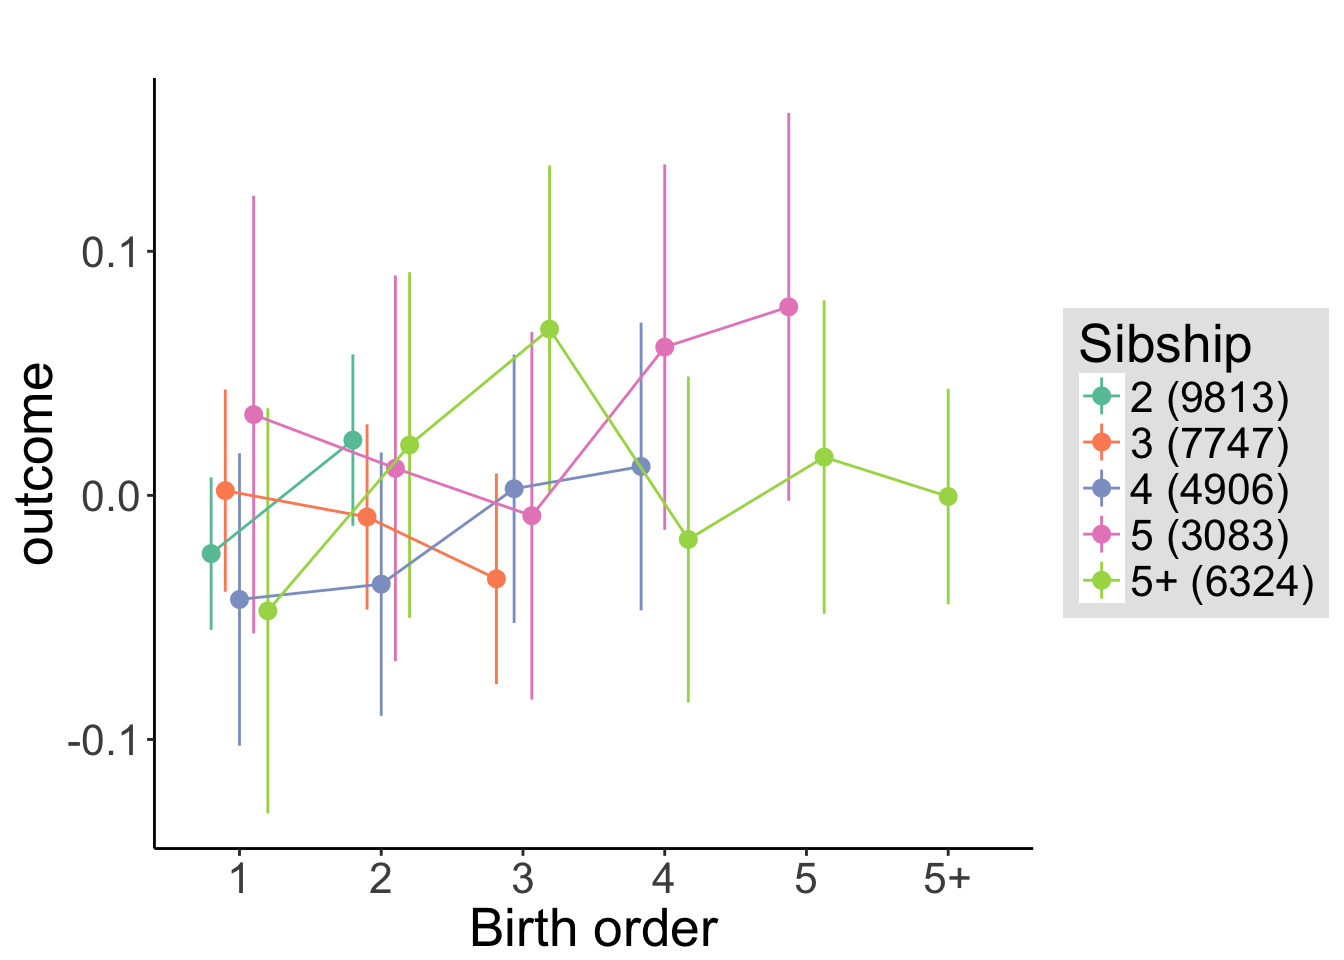 outcome
0.1
0.0
-0.1
1 2 3 4 5 5+
Birth order
Sibship
2 (9813)
3 (7747)
4 (4906)
5 (3083)
5+ (6324)